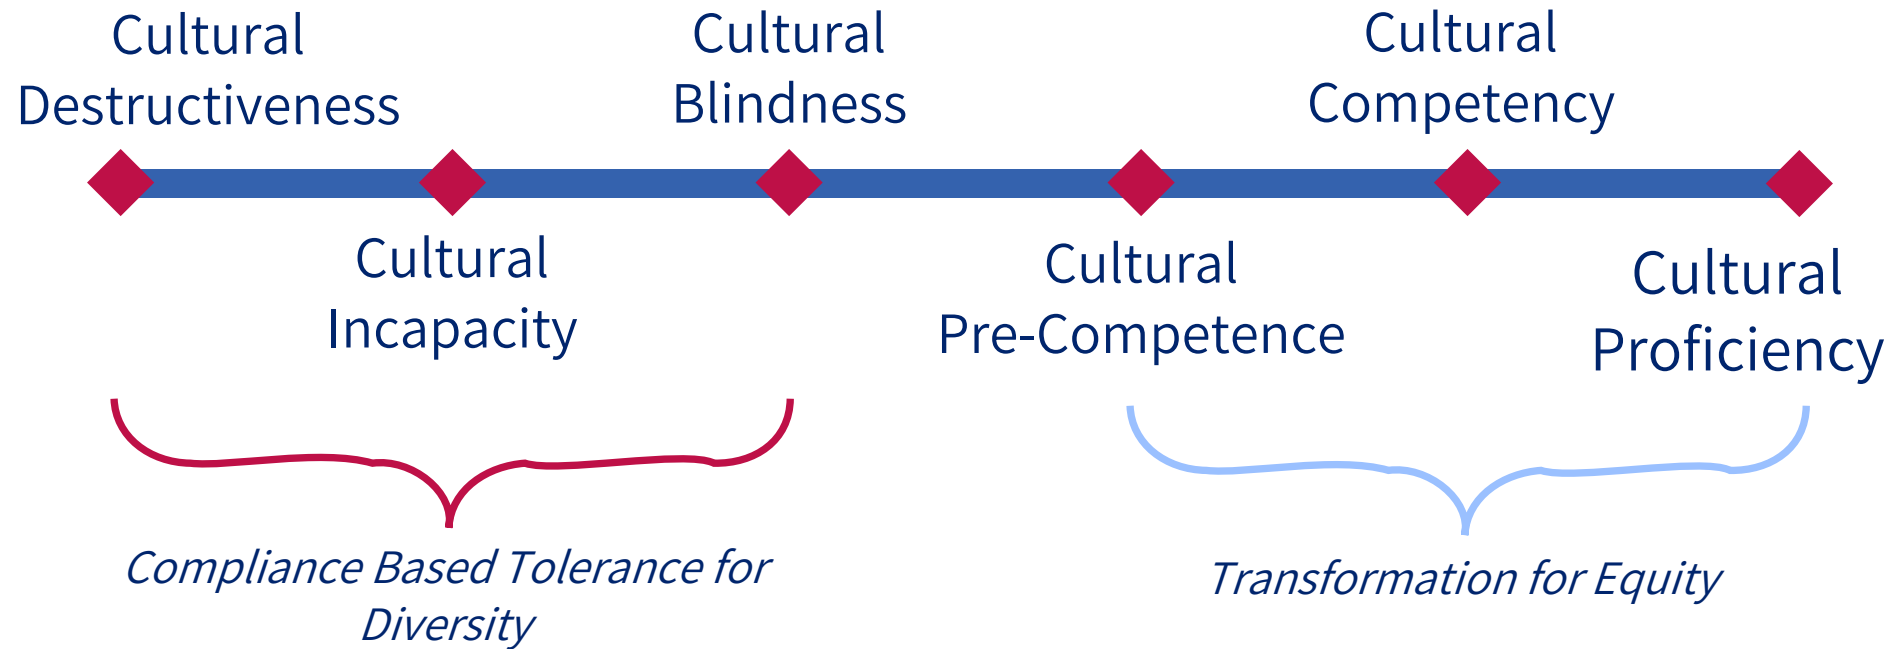 Cultural
Destructiveness
Cultural
Blindness
Cultural
Competency
Cultural
Incapacity
Cultural
Pre-Competence
Cultural
Proficiency
Compliance Based Tolerance for
Diversity
Transformation for Equity